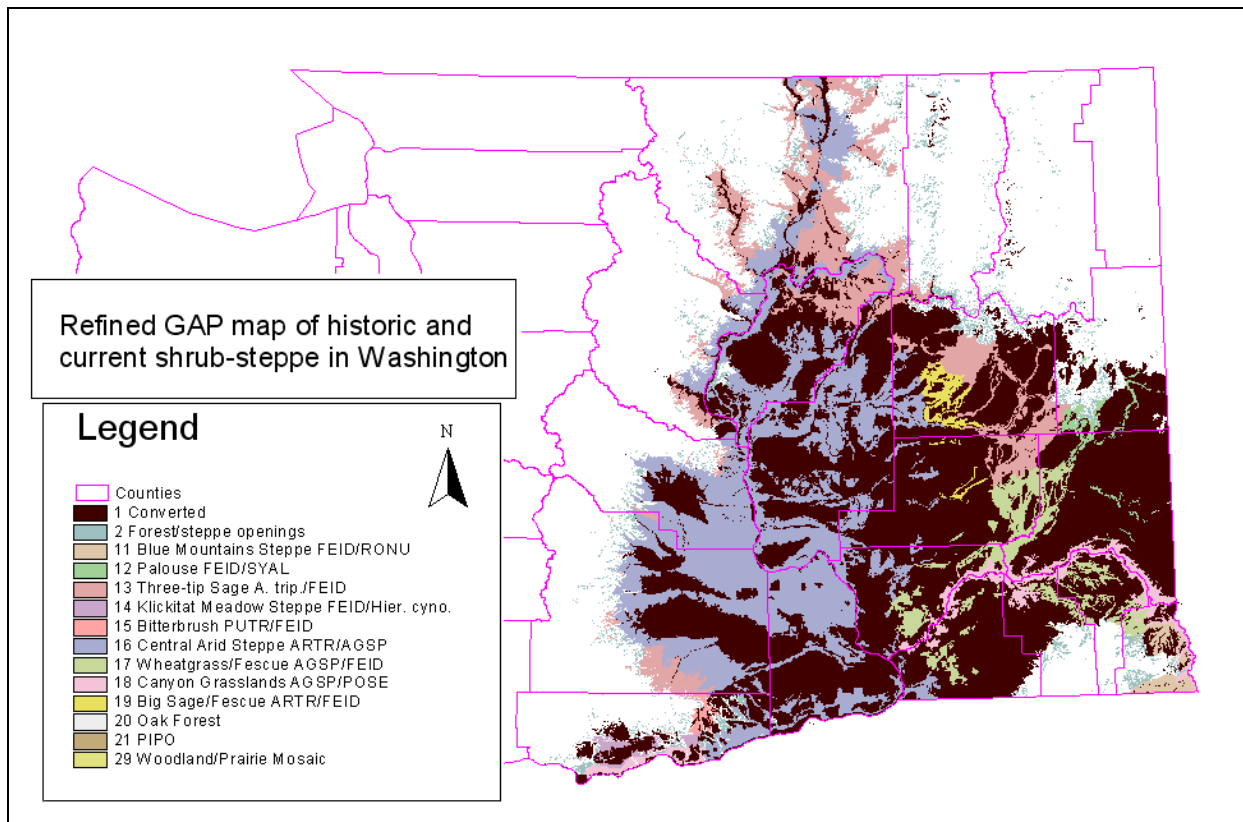 Refined GAP map of historic and
current shrub-steppe in Washington
Legend
N
Counties
1 Converted
2 Forest/steppe openings
11 Blue Mountains Steppe FEID/RONU
12 Palouse FEID/SYAL
13 Three-tip Sage A. trip./FEID
14 Klickitat Meadow Steppe FEID/Hier. cyno.
15 Bitterbrush PUTR/FEID
16 Central Arid Steppe ARTR/AGSP
17 Wheatgrass/Fescue AGSP/FEID
18 Canyon Grasslands AGSP/POSE
19 Big Sage/Fescue ARTR/FEID
20 Oak Forest
21 PIPO
29 Woodland/Prairie Mosaic